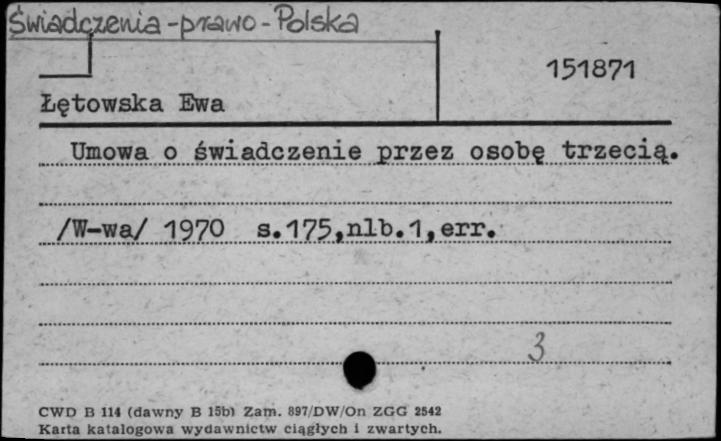 Świadczenia - prawo - Polska
151871
Łętowska Ewa
Umowa o świadczenie przez osobę trzecią.
/W-wa/ 1970 s.175,nlb.1,err.
3
CWD B 114 (dawny B 15b) Zam. 897/DW/On ZGG 2542
Karta katalogowa wydawnictw ciągłych i zwartych.